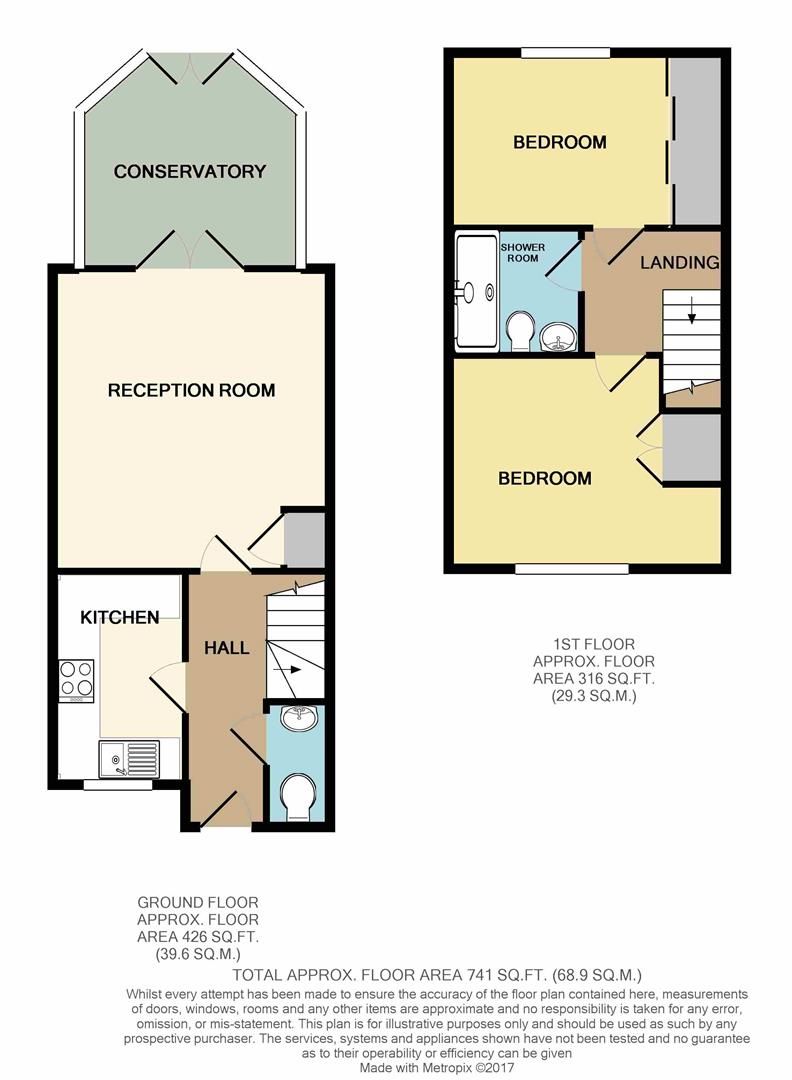 CONSERVATORY
RECEPTION ROOM
KITCHEN
HALL
GROUND FLOOR
APPROX. FLOOR
AREA 426 SQ.FT.
(39.6 SQ.M.)
BEDROOM
SHOWER
ROOM
LANDING
BEDROOM
1ST FLOOR
APPROX. FLOOR
AREA 316 SQ.FT.
(29.3 SQ.M.)
TOTAL APPROX. FLOOR AREA 741 SQ.FT. (68.9 SQ.M.)
Whilst every attempt has been made to ensure the accuracy of the floor plan contained here, measurements
of doors, windows, rooms and any other items are approximate and no responsibility is taken for any error,
omission, or mis-statement. This plan is for illustrative purposes only and should be used as such by any
prospective purchaser. The services, systems and appliances shown have not been tested and no guarantee
as to their operability or efficiency can be given
Made with Metropix ©2017